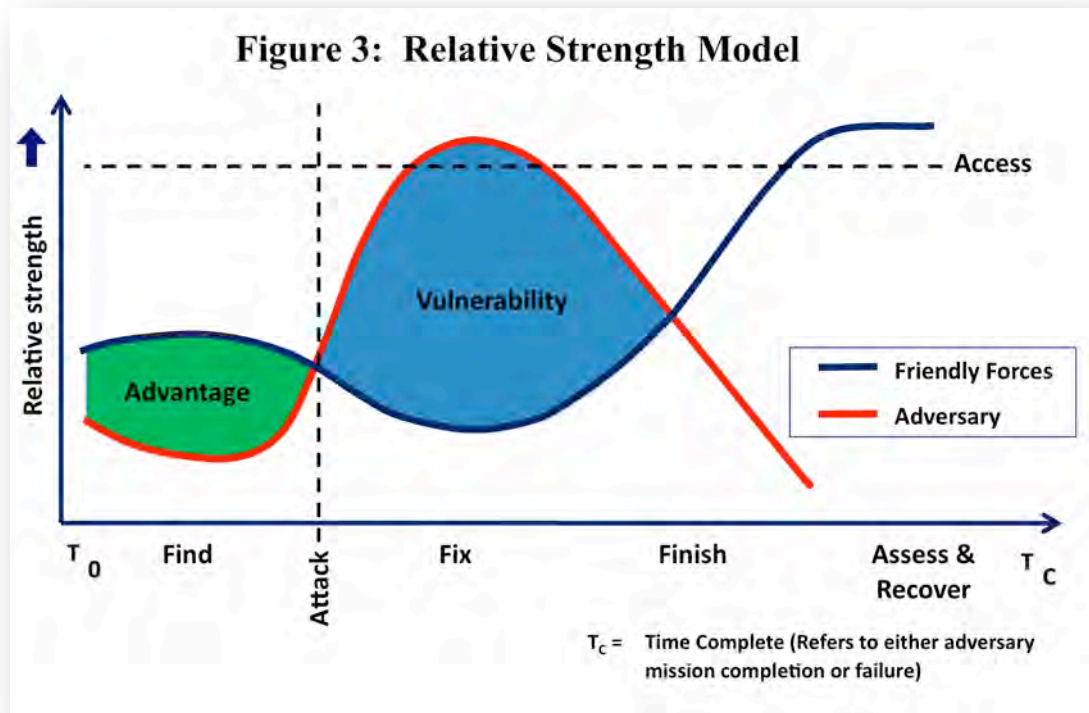 Figure 3: Relative Strength Model
Relative strength
Access
Vulnerability
Advantage
Friendly Forces
Adversary
T0
Find
Attack
Fix
Finish
Assess &
Recover
TC
TC = Time Complete (Refers to either adversary
mission completion or failure)